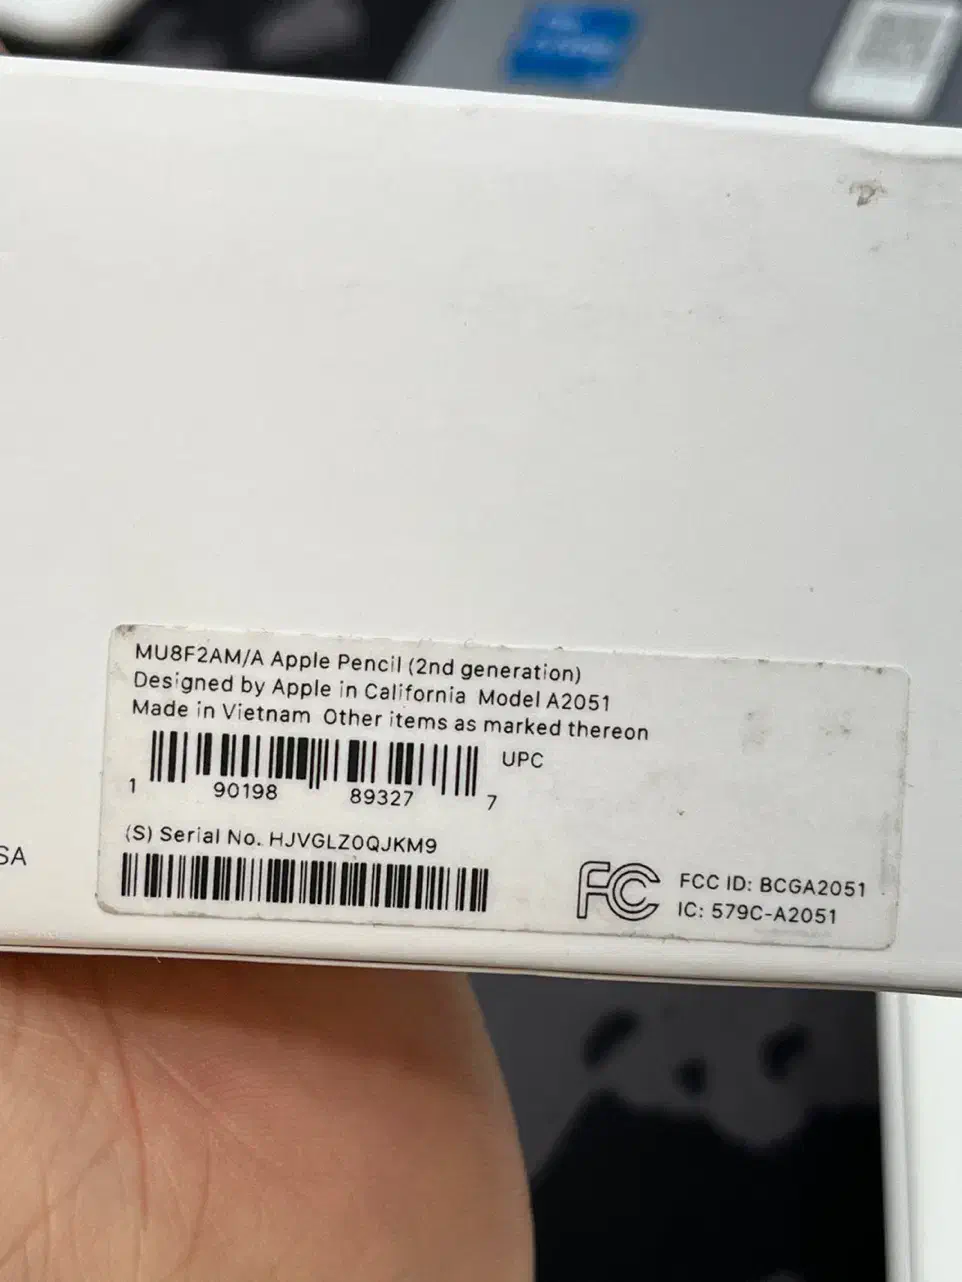 MU8F2AM/A Apple Pencil (2nd generation)
Designed by Apple in California Model A2051
Made in Vietnam Other items as marked thereon
UPC
1 90198 89327 7
(S) Serial No. HJVGLZ0QJKM9
SA
FC
FCC ID: BCGA2051
IC: 579C-A2051